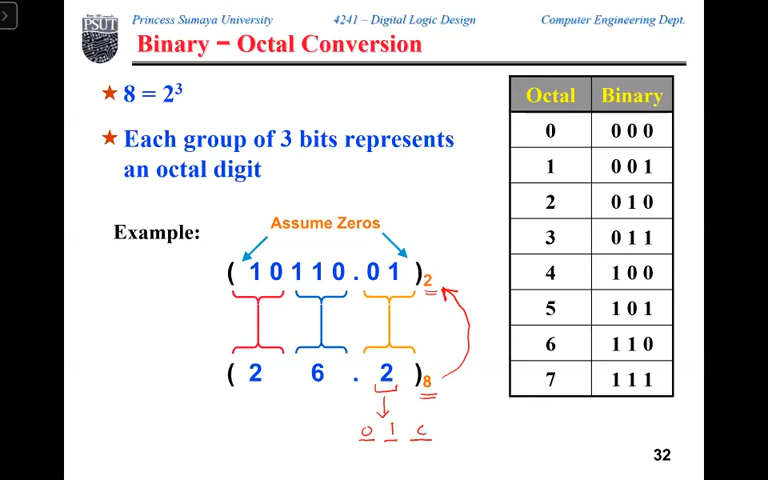 Princess Sumaya University 4241 - Digital Logic Design Computer Engineering Dept.
PSUT
Binary − Octal Conversion
★ 8 = 2³
★ Each group of 3 bits represents
an octal digit
Assume Zeros
Example:
( 1 0 1 1 0 . 0 1 )₂
( 2 6 . 2 )₈
0 1
Octal Binary
0 0 0 0
1 0 0 1
2 0 1 0
3 0 1 1
4 1 0 0
5 1 0 1
6 1 1 0
7 1 1 1
32